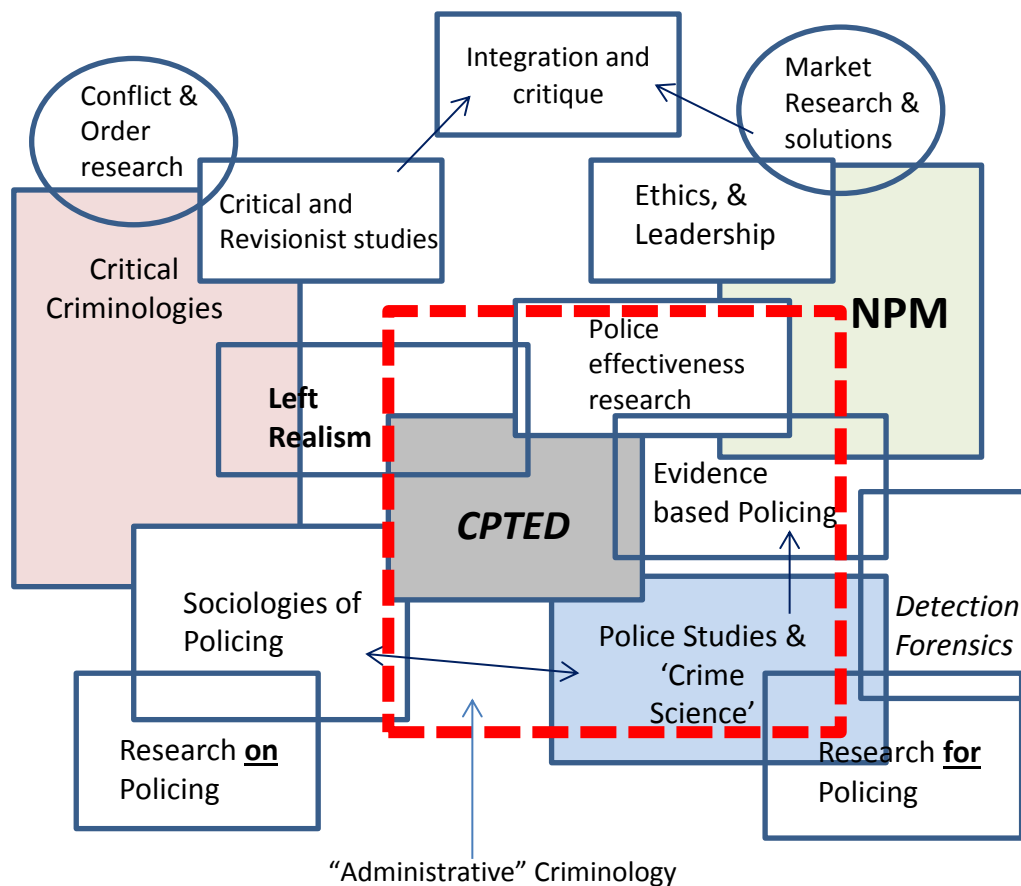 Integration and
critique
Conflict &
Order
research
Market
Research &
solutions
Critical and
Revisionist studies
Ethics, &
Leadership
Critical
Criminologies
NPM
Police
effectiveness
research
Left
Realism
Evidence
based Policing
CPTED
Sociologies of
Policing
Police Studies &
‘Crime
Science’
Detection
Forensics
Research on
Policing
Research for
Policing
“Administrative” Criminology